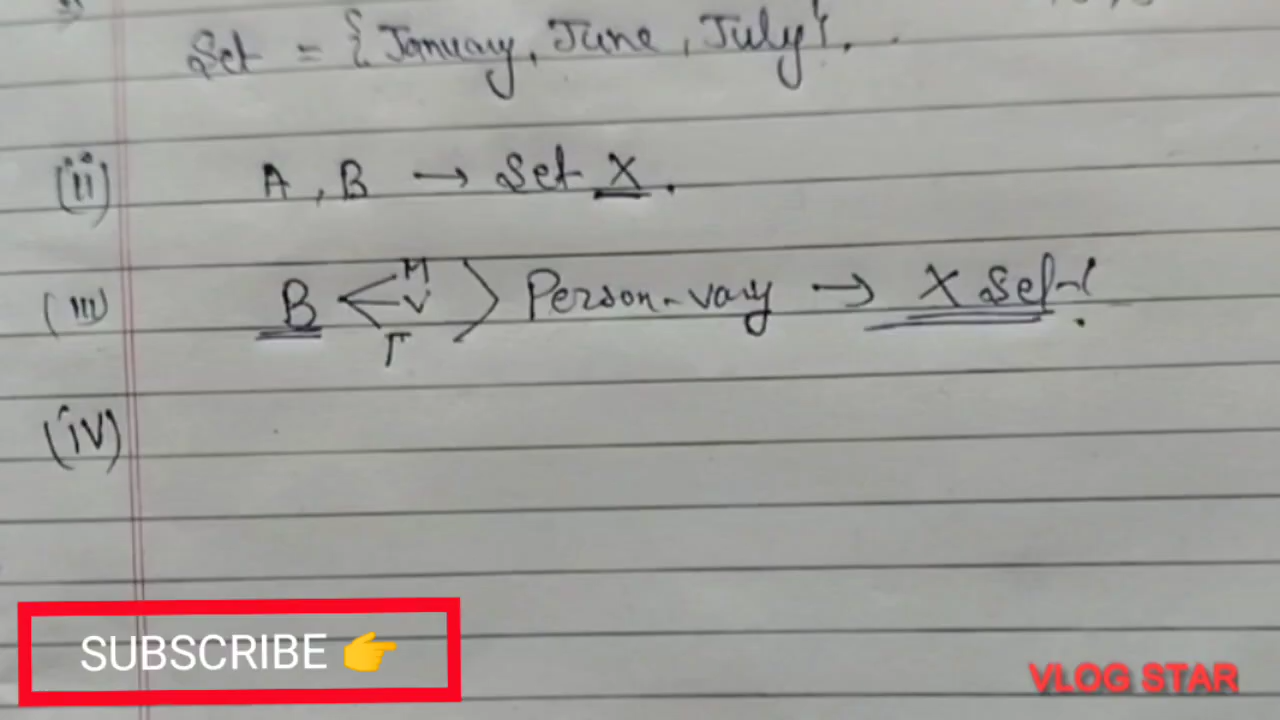 Set = {January, June, July}.
(ii) A, B → Set X.
(iii) B < M
V
T > Person-vary → X Set
(iv)
SUBSCRIBE 👉
VLOG STAR